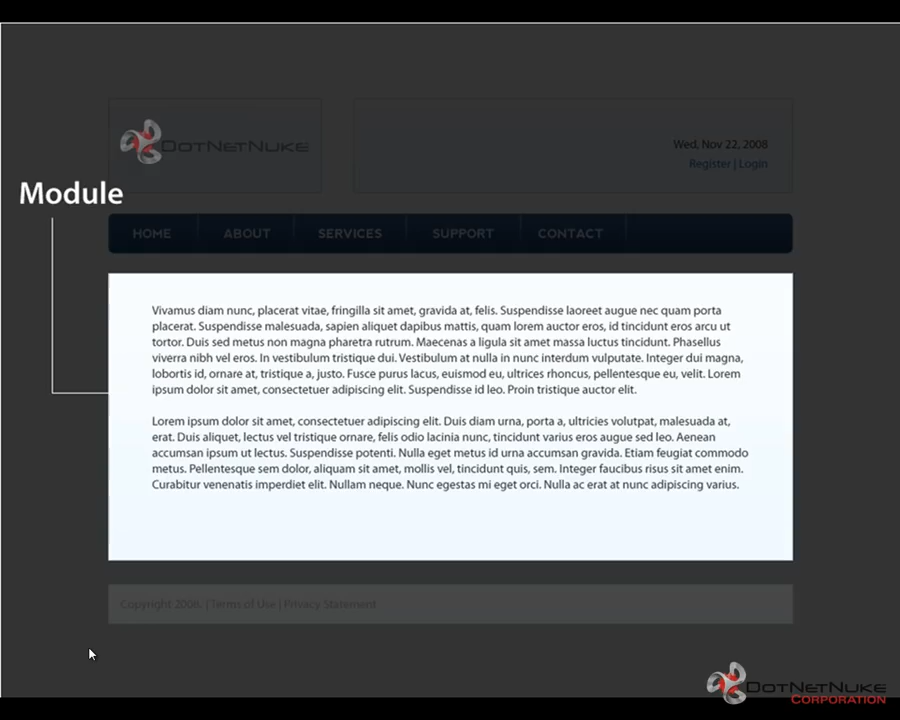 DotNetNuke
Wed, Nov 22, 2008
Register | Login
Module
HOME ABOUT SERVICES SUPPORT CONTACT
Vivamus diam nunc, placerat vitae, fringilla sit amet, gravida at, felis. Suspendisse laoreet augue nec quam porta
placerat. Suspendisse malesuada, sapien aliquet dapibus mattis, quam lorem auctor eros, id tincidunt eros arcu ut
tortor. Duis sed metus non magna pharetra rutrum. Maecenas a ligula sit amet massa luctus tincidunt. Phasellus
viverra nibh vel eros. In vestibulum tristique dui. Vestibulum at nulla in nunc interdum vulputate. Integer dui magna,
lobortis id, ornare at, tristique a, justo. Fusce purus lacus, euismod eu, ultrices rhoncus, pellentesque eu, velit. Lorem
ipsum dolor sit amet, consectetuer adipiscing elit. Suspendisse id leo. Proin tristique auctor elit.
Lorem ipsum dolor sit amet, consectetuer adipiscing elit. Duis diam urna, porta a, ultricies volutpat, malesuada at,
erat. Duis aliquet, lectus vel tristique ornare, felis odio lacinia nunc, tincidunt varius eros augue sed leo. Aenean
accumsan ipsum ut lectus. Suspendisse potenti. Nulla eget metus id urna accumsan gravida. Etiam feugiat commodo
metus. Pellentesque sem dolor, aliquam sit amet, mollis vel, tincidunt quis, sem. Integer faucibus risus sit amet enim.
Curabitur venenatis imperdiet elit. Nullam neque. Nunc egestas mi eget orci. Nulla ac erat at nunc adipiscing varius.
Copyright 2006. | Terms of Use | Privacy Statement
DotNetNuke
Corporation